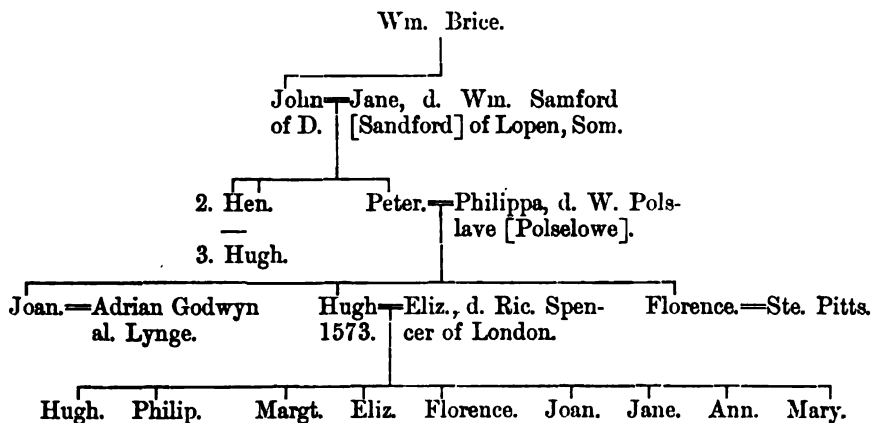 Wm. Brice.
John Jane, d. Wm. Samford
of D. [Sandford] of Lopen, Som.
2. Hen. Peter. Philippa, d. W. Pols-
lave [Polselowe].
3. Hugh.
Joan. Adrian Godwyn Hugh Eliz., d. Ric. Spen- Florence. Ste. Pitts.
al. Lynge. 1573. cer of London.
Hugh. Philip. Margt. Eliz. Florence. Joan. Jane. Ann. Mary.